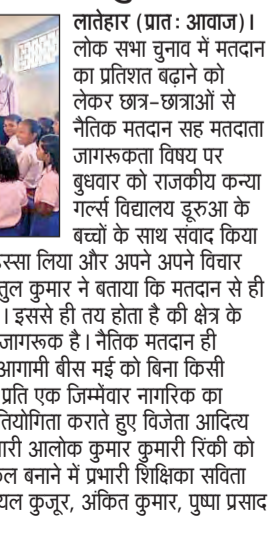 लातेहार (प्रात: आवाज)।
लोक सभा चुनाव में मतदान
का प्रतिशत बढ़ाने को
लेकर छात्र-छात्राओं से
नैतिक मतदान सह मतदाता
जागरूकता विषय पर
बुधवार को राजकीय कन्या
गर्ल्स विद्यालय डूरुआ के
बच्चों के साथ संवाद किया
स्सा लिया और अपने अपने विचार
तुल कुमार ने बताया कि मतदान से ही
। इससे ही तय होता है की क्षेत्र के
जागरूक है। नैतिक मतदान ही
आगामी बीस मई को बिना किसी
प्रति एक जिम्मेंवार नागरिक का
तियोगिता कराते हुए विजेता आदित्य
ारी आलोक कुमार कुमारी रिंकी को
ल बनाने में प्रभारी शिक्षिका सविता
यल कुजूर, अंकित कुमार, पुष्पा प्रसाद